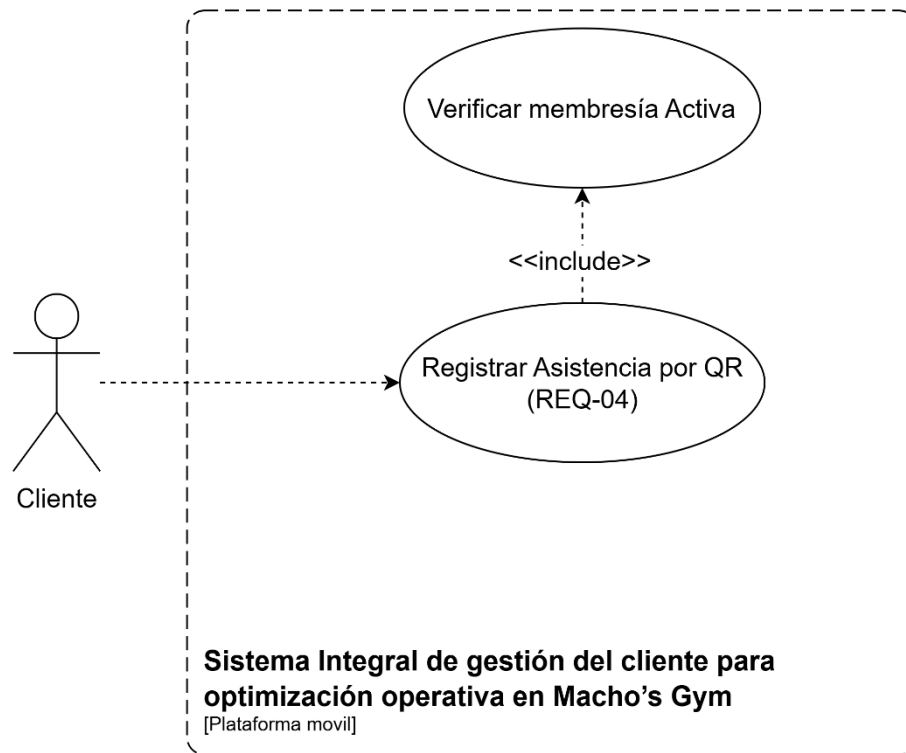 Verificar membresía Activa
<<include>>
Registrar Asistencia por QR
(REQ-04)
Cliente
Sistema Integral de gestión del cliente para
optimización operativa en Macho's Gym
[Plataforma movil]